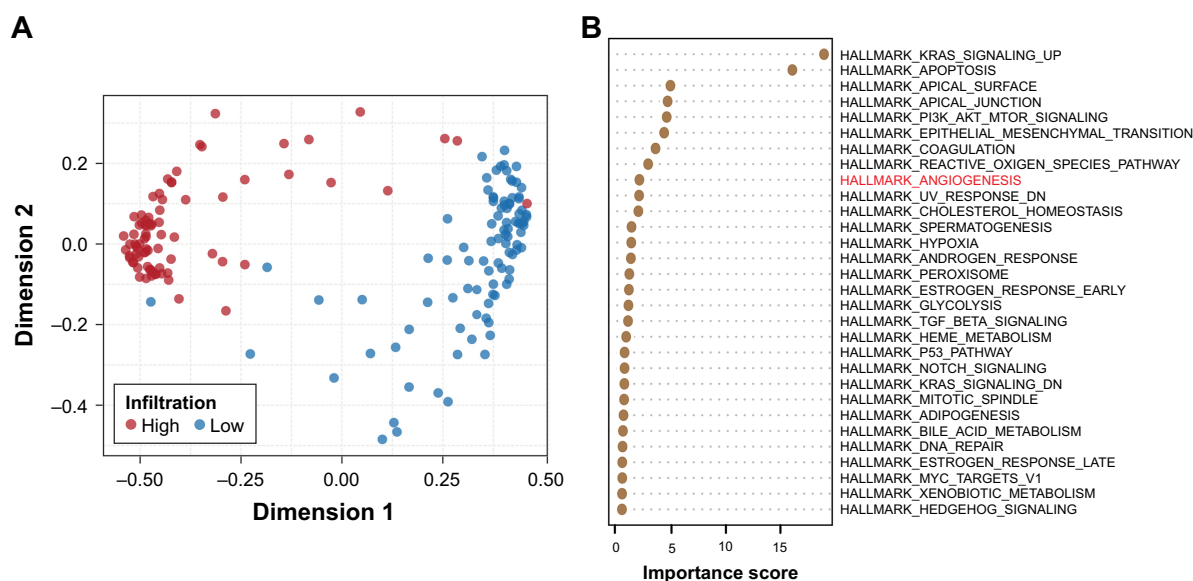 A
Dimension 2
0.2
0.0
−0.2
−0.4
Infiltration
High Low
−0.50 −0.25 0.00 0.25 0.50
Dimension 1
B
HALLMARK_KRAS_SIGNALING_UP
HALLMARK_APOPTOSIS
HALLMARK_APICAL_SURFACE
HALLMARK_APICAL_JUNCTION
HALLMARK_PI3K_AKT_MTOR_SIGNALING
HALLMARK_EPITHELIAL_MESENCHYMAL_TRANSITION
HALLMARK_COAGULATION
HALLMARK_REACTIVE_OXIGEN_SPECIES_PATHWAY
HALLMARK_ANGIOGENESIS
HALLMARK_UV_RESPONSE_DN
HALLMARK_CHOLESTEROL_HOMEOSTASIS
HALLMARK_SPERMATOGENESIS
HALLMARK_HYPOXIA
HALLMARK_ANDROGEN_RESPONSE
HALLMARK_PEROXISOME
HALLMARK_ESTROGEN_RESPONSE_EARLY
HALLMARK_GLYCOLYSIS
HALLMARK_TGF_BETA_SIGNALING
HALLMARK_HEME_METABOLISM
HALLMARK_P53_PATHWAY
HALLMARK_NOTCH_SIGNALING
HALLMARK_KRAS_SIGNALING_DN
HALLMARK_MITOTIC_SPINDLE
HALLMARK_ADIPOGENESIS
HALLMARK_BILE_ACID_METABOLISM
HALLMARK_DNA_REPAIR
HALLMARK_ESTROGEN_RESPONSE_LATE
HALLMARK_MYC_TARGETS_V1
HALLMARK_XENOBIOTIC_METABOLISM
HALLMARK_HEDGEHOG_SIGNALING
0 5 10 15
Importance score